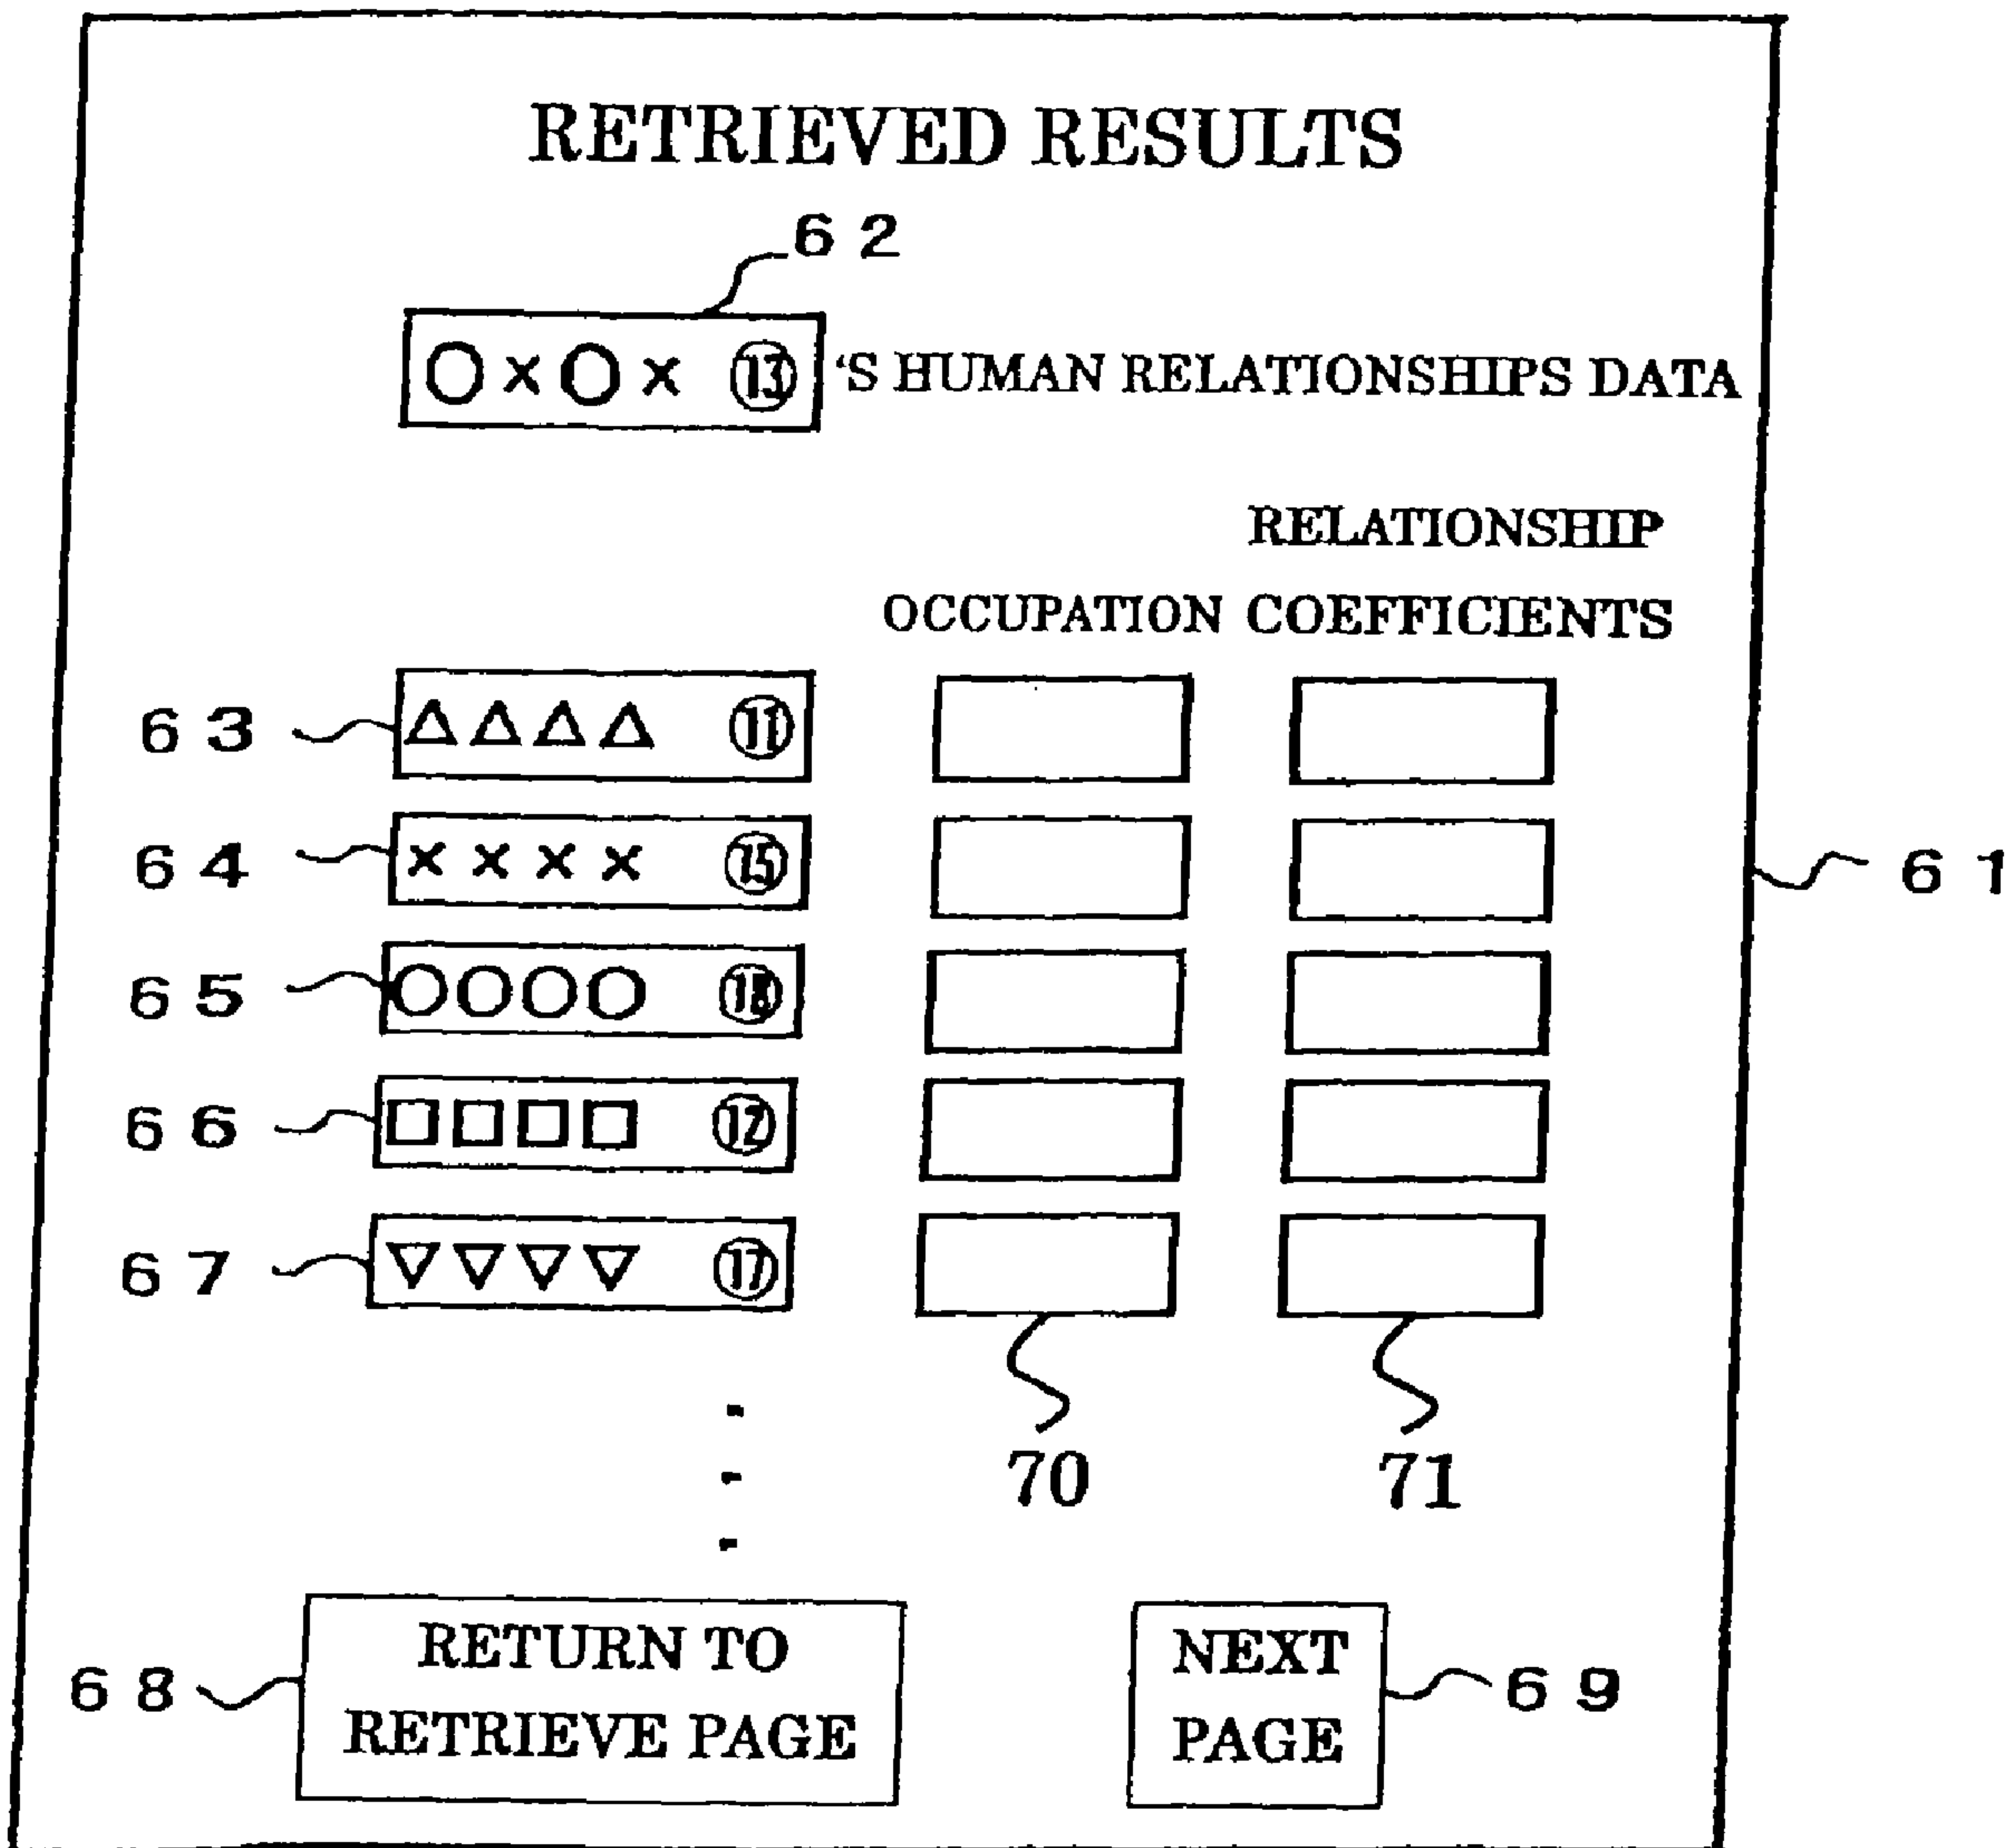 RETRIEVED RESULTS
62
○×○× ⑬ 'S HUMAN RELATIONSHIPS DATA
RELATIONSHIP
OCCUPATION COEFFICIENTS
63 △△△△ ⑪
64 ×××× ⑮
61
65 ○○○○
66 □□□□ ⑫
67 ▽▽▽▽ ⑰
70 71
68 RETURN TO
RETRIEVE PAGE
NEXT
PAGE 69